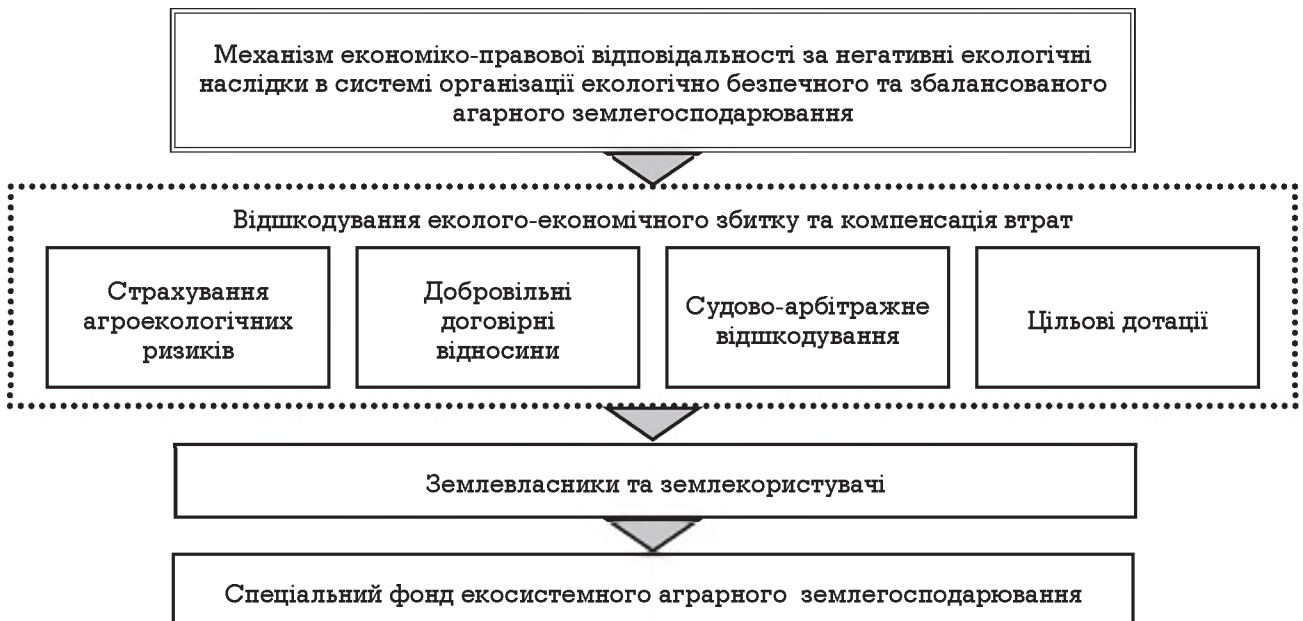 Механізм економіко-правової відповідальності за негативні екологічні
наслідки в системі організації екологічно безпечного та збалансованого
агарного землегосподарювання
Відшкодування еколого-економічного збитку та компенсація втрат
Страхування
агроекологічних
ризиків
Добровільні
договірні
відносини
Судово-арбітражне
відшкодування
Цільові дотації
Землевласники та землекористувачі
Спеціальний фонд екосистемного аграрного землегосподарювання